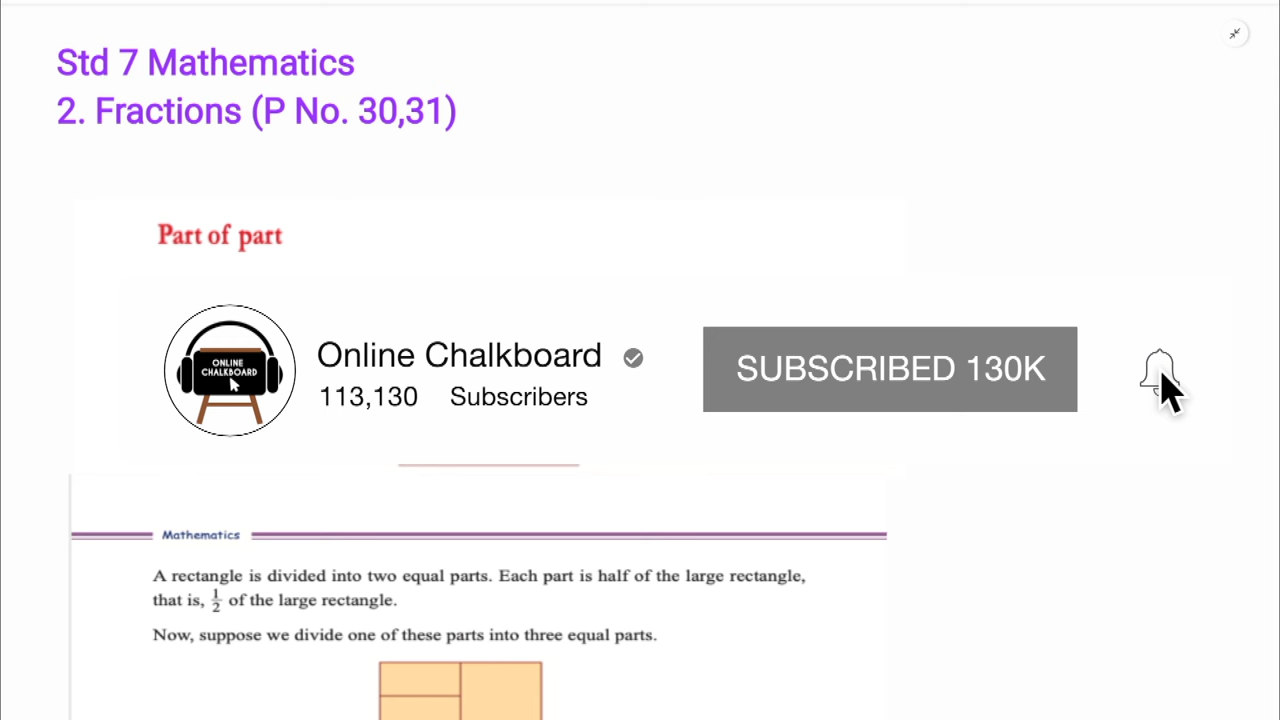 Std 7 Mathematics
2. Fractions (P No. 30,31)
Part of part
ONLINE
CHALKBOARD
Online Chalkboard
113,130 Subscribers
SUBSCRIBED 130K
Mathematics
A rectangle is divided into two equal parts. Each part is half of the large rectangle,
that is, 1/2 of the large rectangle.
Now, suppose we divide one of these parts into three equal parts.